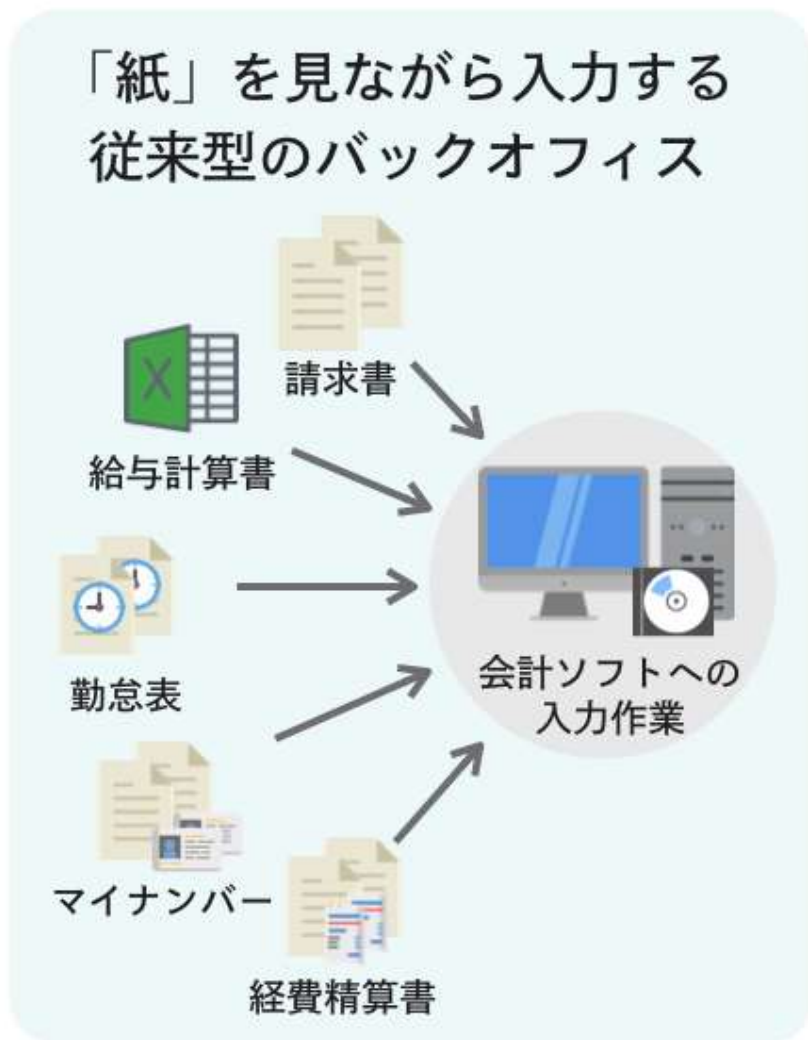 「紙」を見ながら入力する
従来型のバックオフィス
請求書
X
給与計算書
勤怠表
マイナンバー
経費精算書
会計ソフトへの
入力作業